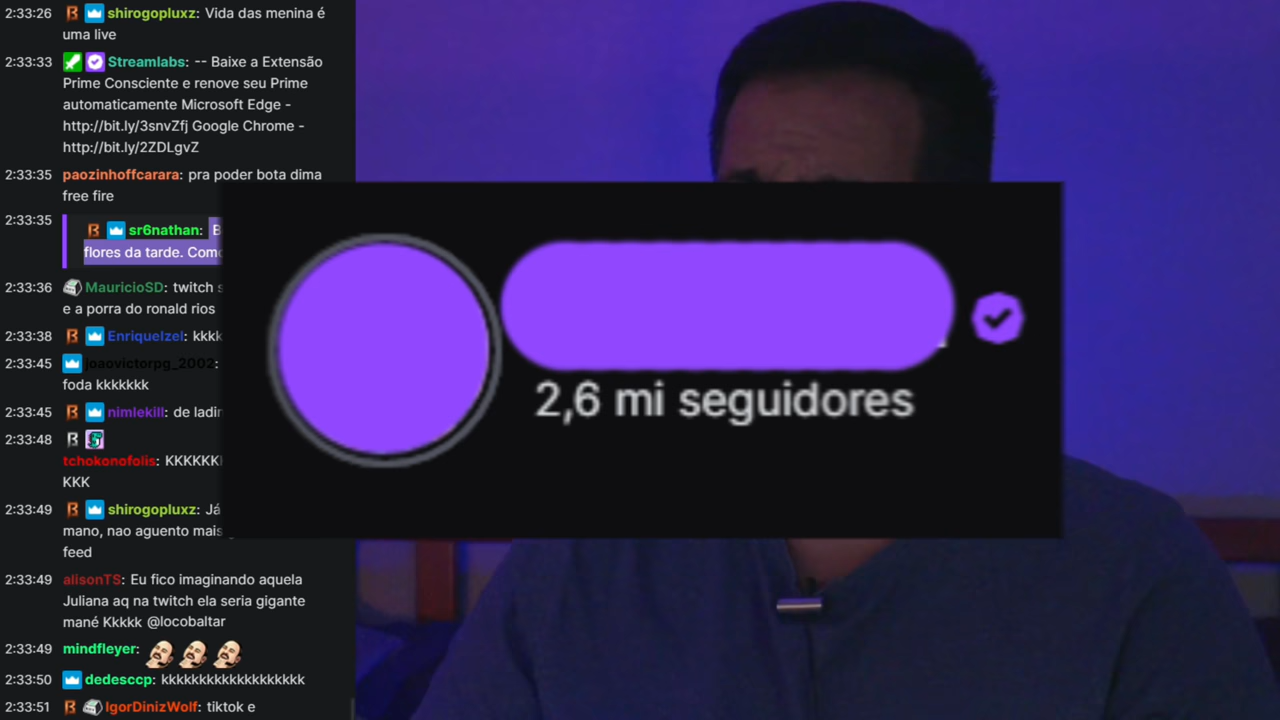 2:33:26 shirogopluxz: Vida das menina é
uma live
2:33:33 Streamlabs: -- Baixe a Extensão
Prime Consciente e renove seu Prime
automaticamente Microsoft Edge -
http://bit.ly/3snvZfj Google Chrome -
http://bit.ly/2ZDLgvZ
2:33:35 paozinhoffcarara: pra poder bota dima
free fire
2:33:35 sr6nathan:
flores da tarde.
2:33:36 MauricioSD: twitch
e a porra do ronald rios
2:33:38 EnriqueIzel:
2:33:45 joaovictorpg_2002:
foda kkkkkkk
2:33:45 nimlekill: de
2:33:48
tchokonofolis: KKKKKK
KKK
2:33:49 shirogopluxz: Já
mano, nao aguento mais
feed
2:33:49 alisonTS: Eu fico imaginando aquela
Juliana aq na twitch ela seria gigante
mané Kkkkk @locobaltar
2:33:49 mindfleyer:
2:33:50 dedesccp: kkkkkkkkkkkkkkkkkkk
2:33:51 IgorDinizWolf: tiktok e
2,6 mi seguidores